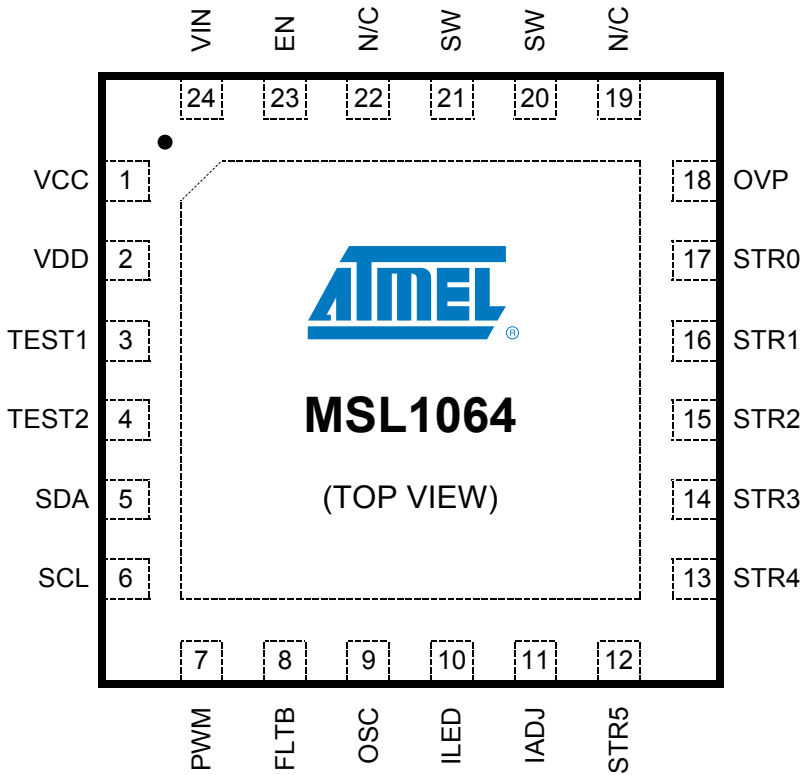 VIN EN N/C SW SW N/C
24 23 22 21 20 19
VCC 1 18 OVP
VDD 2 17 STR0
TEST1 3 16 STR1
TEST2 4 15 STR2
SDA 5 14 STR3
SCL 6 13 STR4
ATMEL ®
MSL1064
(TOP VIEW)
7 8 9 10 11 12
PWM FLTB OSC ILED IADJ STR5